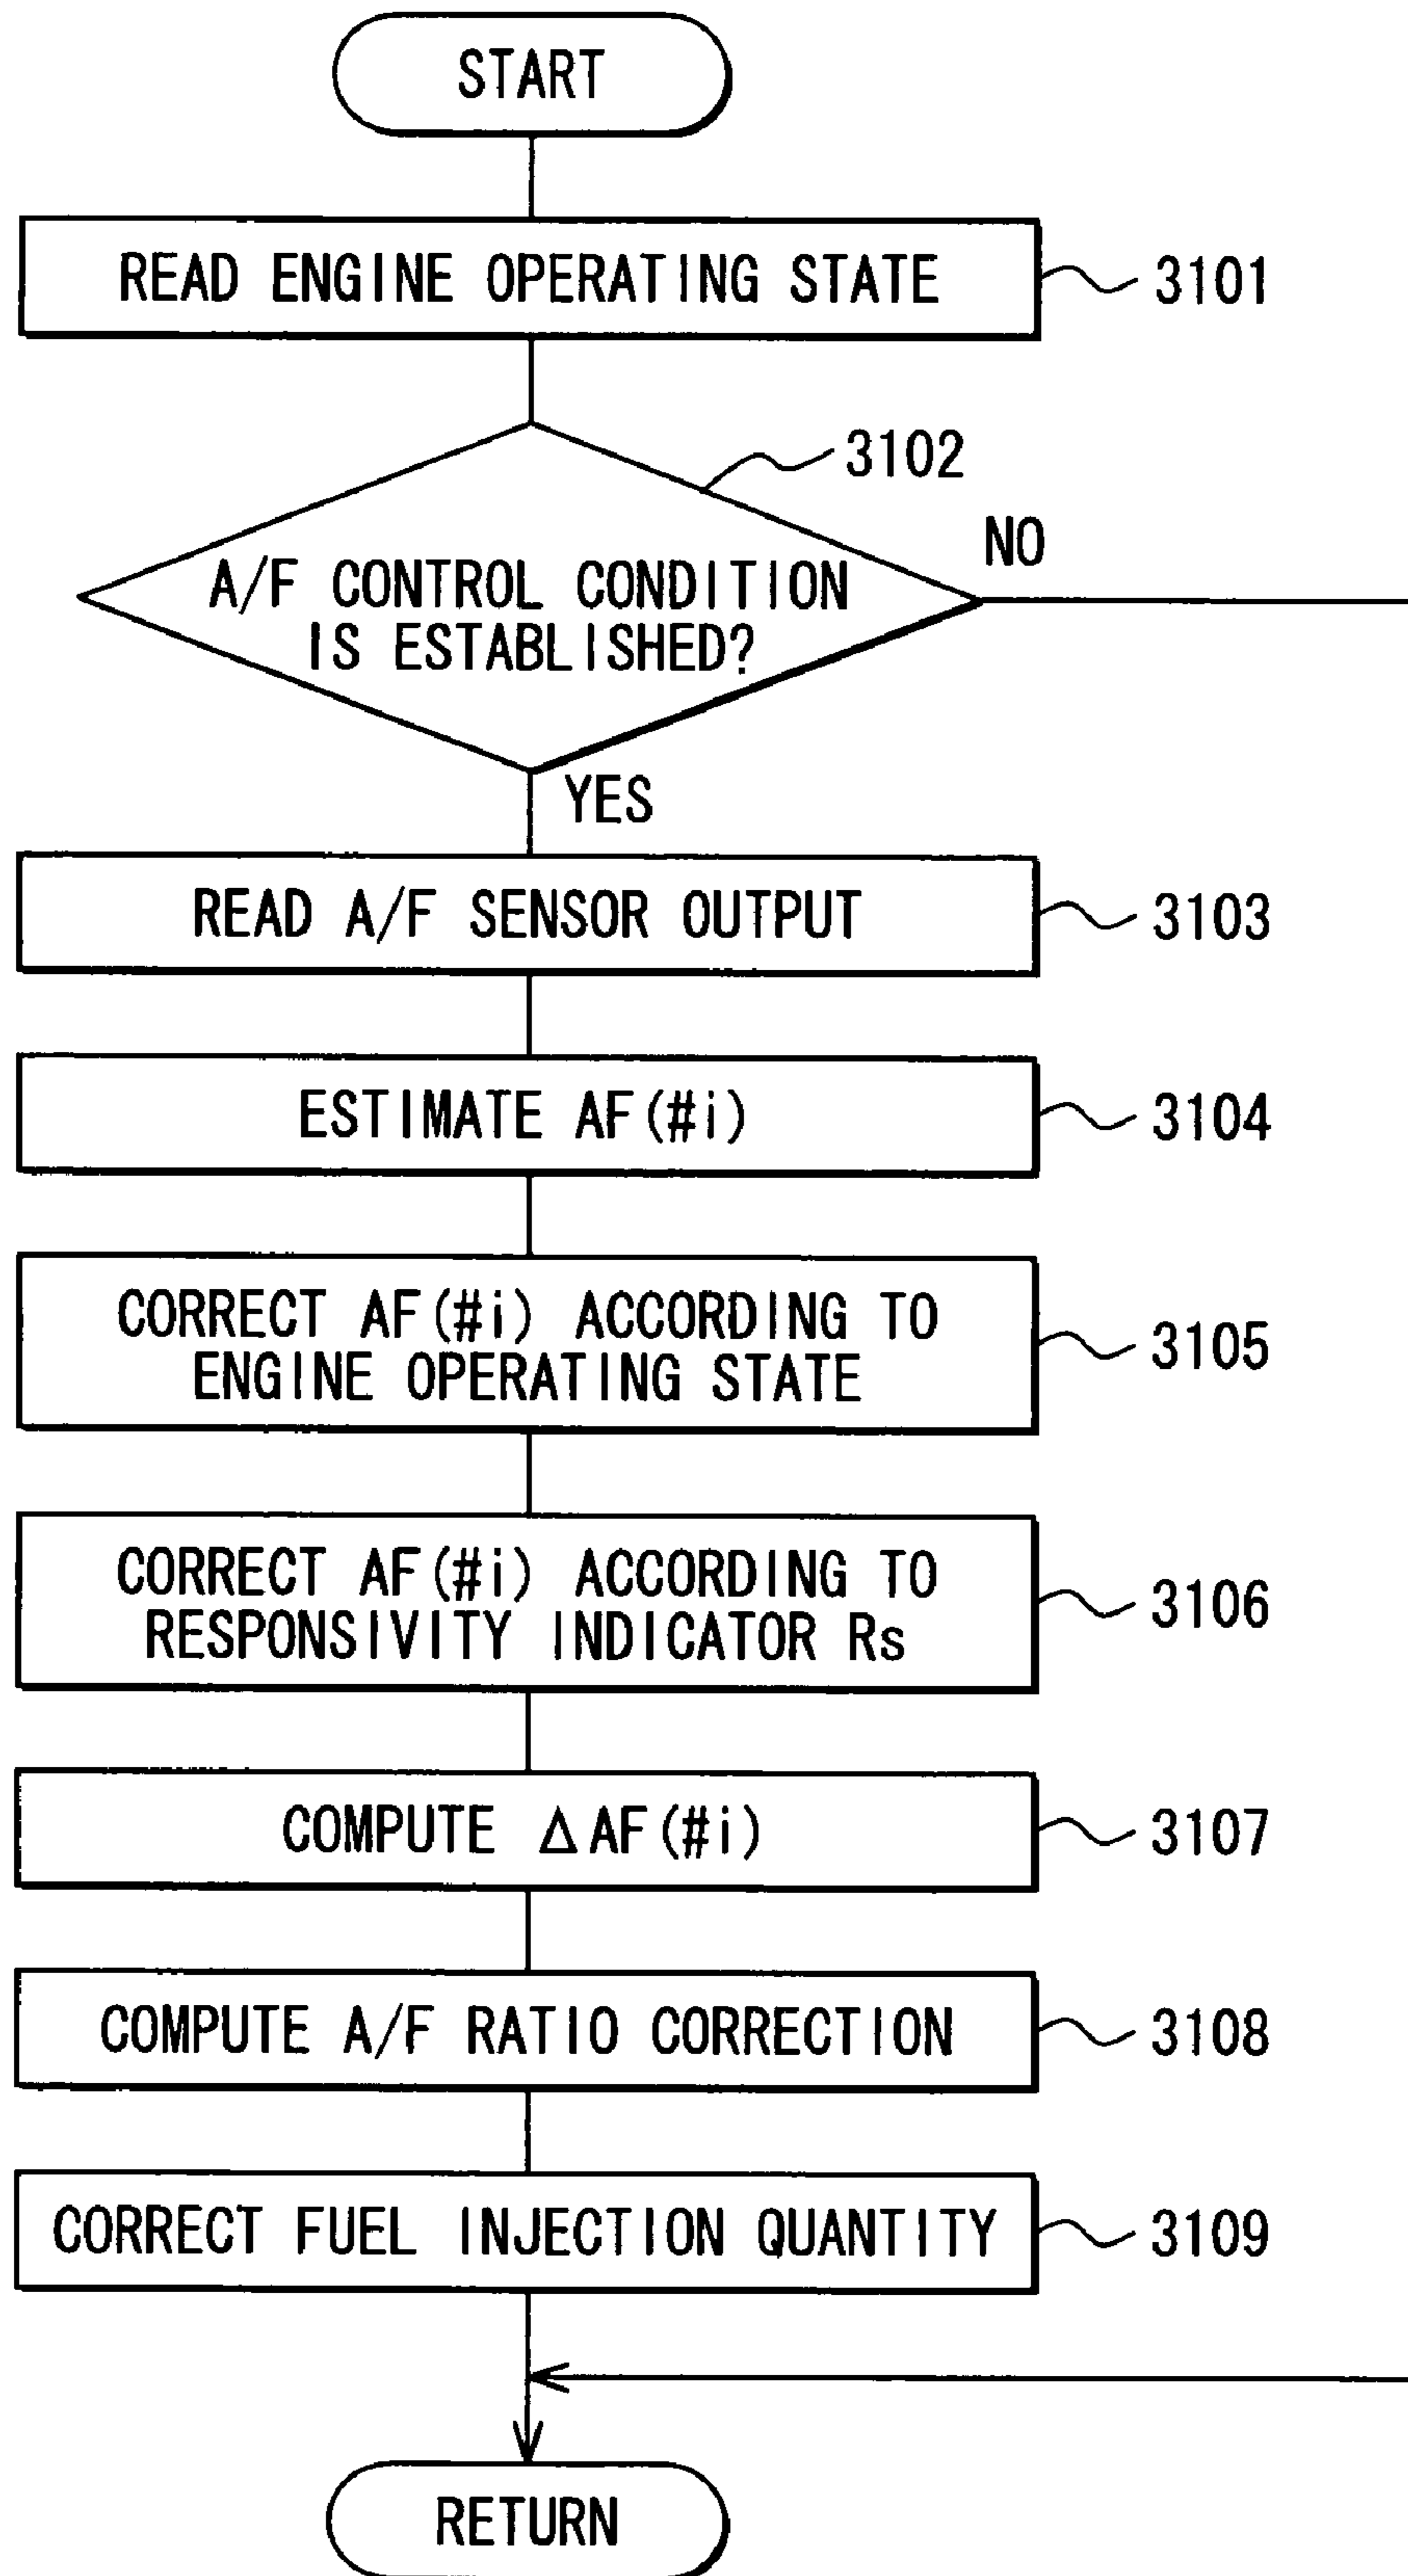 START
READ ENGINE OPERATING STATE
3101
3102
NO
A/F CONTROL CONDITION
IS ESTABLISHED?
YES
READ A/F SENSOR OUTPUT
3103
ESTIMATE AF(#i)
3104
CORRECT AF(#i) ACCORDING TO
ENGINE OPERATING STATE
3105
CORRECT AF(#i) ACCORDING TO
RESPONSIVITY INDICATOR Rs
3106
COMPUTE ΔAF(#i)
3107
COMPUTE A/F RATIO CORRECTION
3108
CORRECT FUEL INJECTION QUANTITY
3109
RETURN